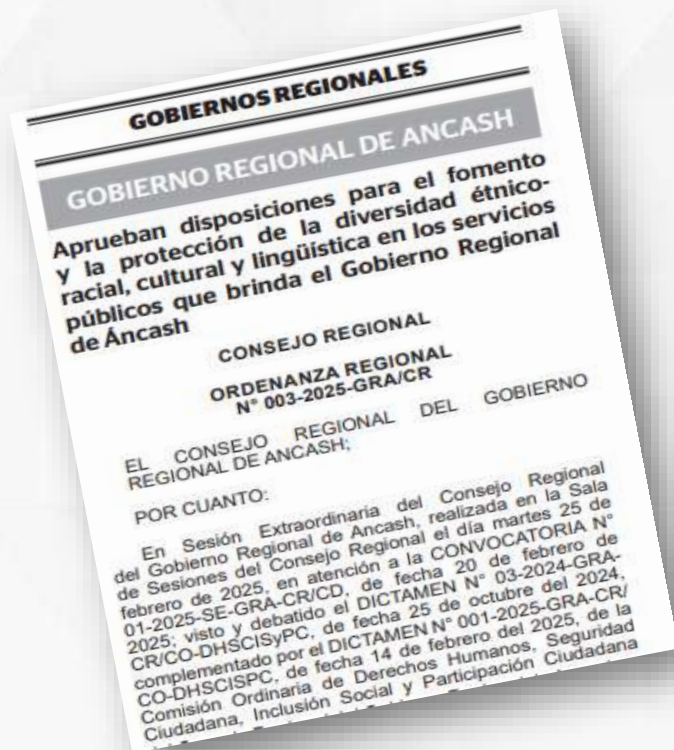 GOBIERNOS REGIONALES
GOBIERNO REGIONAL DE ANCASH
Aprueban disposiciones para el fomento
y la protección de la diversidad étnico-
racial, cultural y lingüística en los servicios
públicos que brinda el Gobierno Regional
de Áncash
CONSEJO REGIONAL
ORDENANZA REGIONAL
N° 003-2025-GRA/CR
EL CONSEJO REGIONAL DEL GOBIERNO
REGIONAL DE ANCASH;
POR CUANTO:
En Sesión Extraordinaria del Consejo Regional
del Gobierno Regional de Ancash, realizada en la Sala
de Sesiones del Consejo Regional el día martes 25 de
febrero de 2025, en atención a la CONVOCATORIA N°
01-2025-SE-GRA-CR/CD, de fecha 20 de febrero de
2025; visto y debatido el DICTAMEN N° 03-2024-GRA-
CR/CO-DHSCISyPC, de fecha 25 de octubre del 2024,
complementado por el DICTAMEN N° 001-2025-GRA-CR/
CO-DHSCISPC, de fecha 14 de febrero del 2025, de la
Comisión Ordinaria de Derechos Humanos, Seguridad
Ciudadana, Inclusión Social y Participación Ciudadana